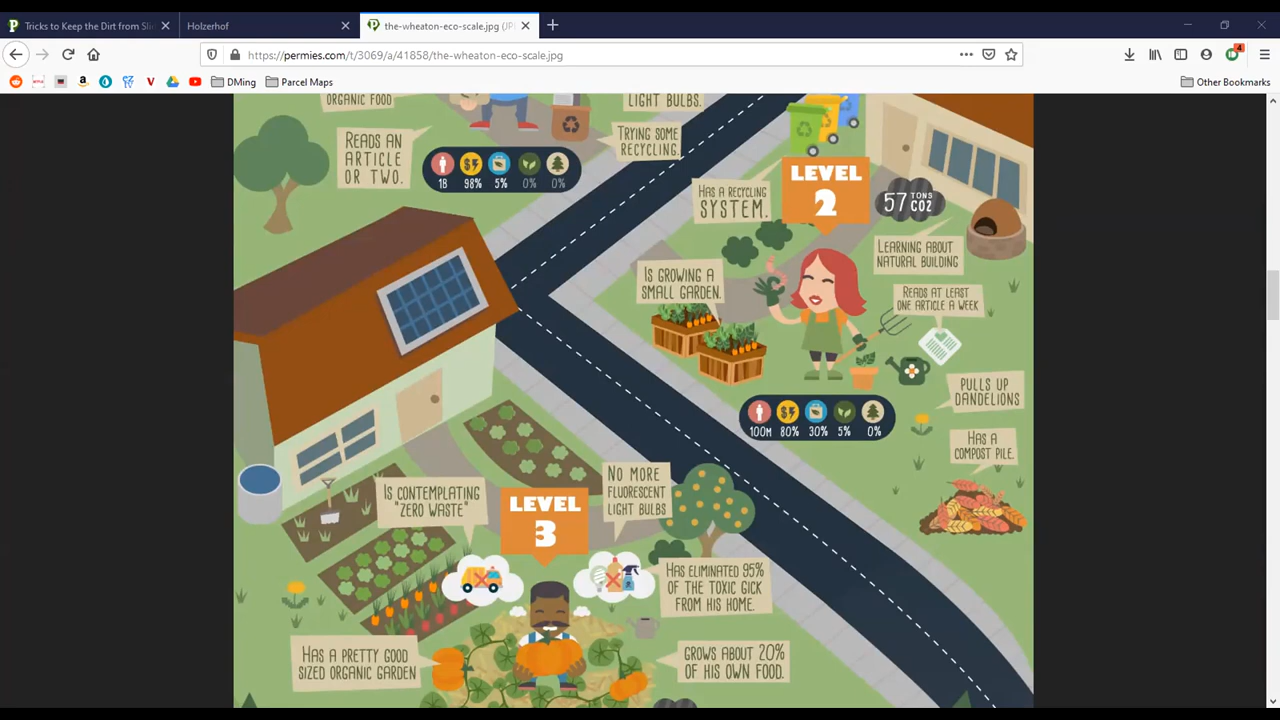 Tricks to Keep the Dirt from Sli
Holzerhof
the-wheaton-eco-scale.jpg (JP
https://permies.com/t/3069/a/41858/the-wheaton-eco-scale.jpg
4
DMing
Parcel Maps
Other Bookmarks
ORGANIC FOOD
LIGHT BULBS.
READS AN
ARTICLE
OR TWO.
TRYING SOME
RECYCLING.
1B 98% 5% 0% 0%
HAS A RECYCLING
SYSTEM.
LEVEL
2
57 TONS
CO2
LEARNING ABOUT
NATURAL BUILDING
IS GROWING A
SMALL GARDEN.
READS AT LEAST
ONE ARTICLE A WEEK
PULLS UP
DANDELIONS
100M 80% 30% 5% 0%
HAS A
COMPOST PILE.
IS CONTEMPLATING
"ZERO WASTE"
LEVEL
3
NO MORE
FLUORESCENT
LIGHT BULBS
HAS ELIMINATED 95%
OF THE TOXIC GICK
FROM HIS HOME.
HAS A PRETTY GOOD
SIZED ORGANIC GARDEN
GROWS ABOUT 20%
OF HIS OWN FOOD.